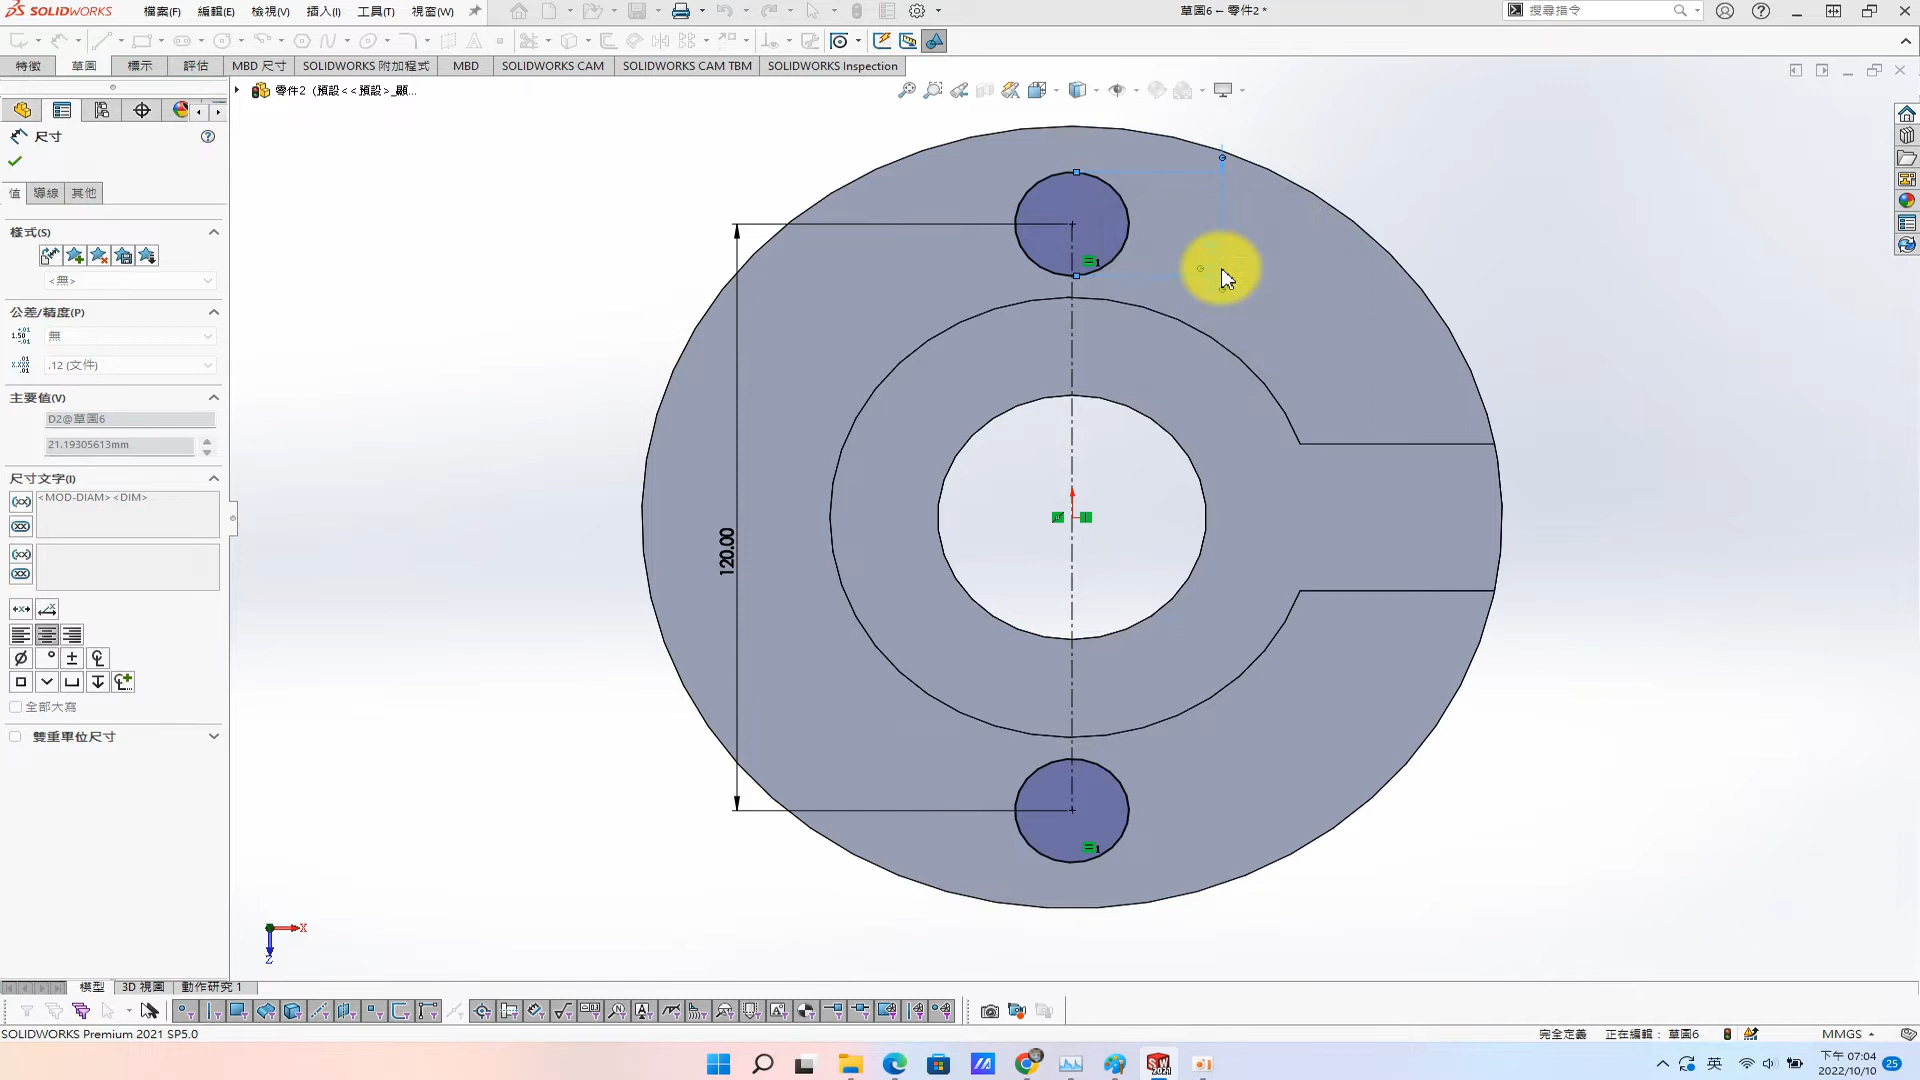 SOLIDWORKS 檔案(F) 編輯(E) 檢視(V) 插入(I) 工具(T) 視窗(W) 草圖6 – 零件2 * 搜尋指令
特徵 草圖 標示 評估 MBD 尺寸 SOLIDWORKS 附加程式 MBD SOLIDWORKS CAM SOLIDWORKS CAM TBM SOLIDWORKS Inspection
零件2 (預設<<預設>_顯...
尺寸
值 導線 其他
樣式(S)
<無>
公差/精度(P)
無
.12 (文件)
主要值(V)
D2@草圖6
21.19305613mm
尺寸文字(I)
<MOD-DIAM><DIM>
全部大寫
雙重單位尺寸
120.00
1
1
X
Z
模型 3D 視圖 動作研究 1
SOLIDWORKS Premium 2021 SP5.0 完全定義 正在編輯： 草圖6 MMGS
英 下午 07:04
2022/10/10 25